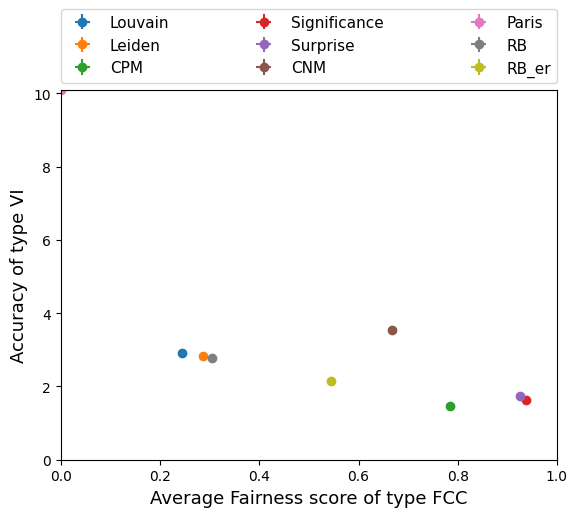 Louvain Significance Paris
Leiden Surprise RB
CPM CNM RB_er
10
8
6
4
2
0
Accuracy of type VI
0.0 0.2 0.4 0.6 0.8 1.0
Average Fairness score of type FCC